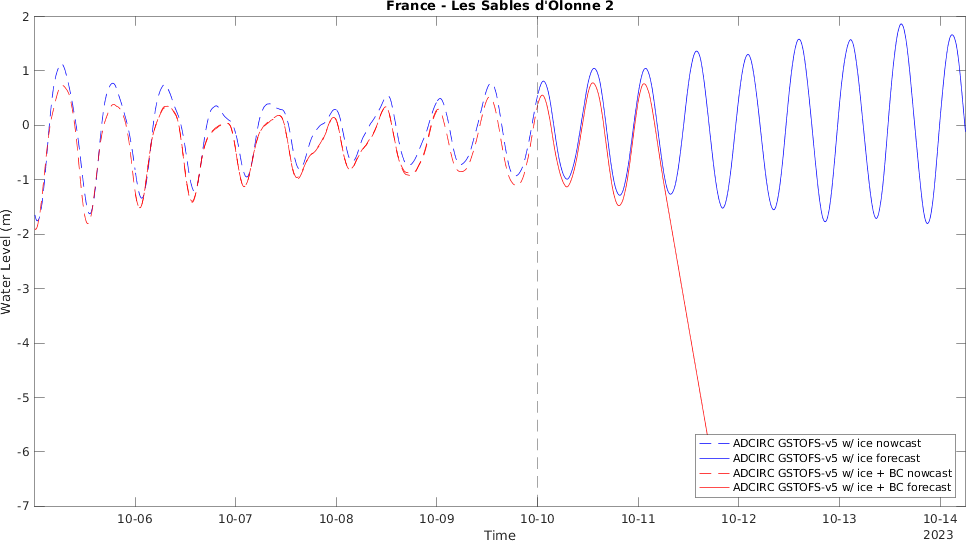 France - Les Sables d'Olonne 2
2
1
0
-1
-2
-3
-4
-5
-6
-7
Water Level (m)
10-06
10-07
10-08
10-09
10-10
10-11
10-12
10-13
10-14
Time
2023
ADCIRC GSTOFS-v5 w/ ice nowcast
ADCIRC GSTOFS-v5 w/ ice forecast
ADCIRC GSTOFS-v5 w/ ice + BC nowcast
ADCIRC GSTOFS-v5 w/ ice + BC forecast